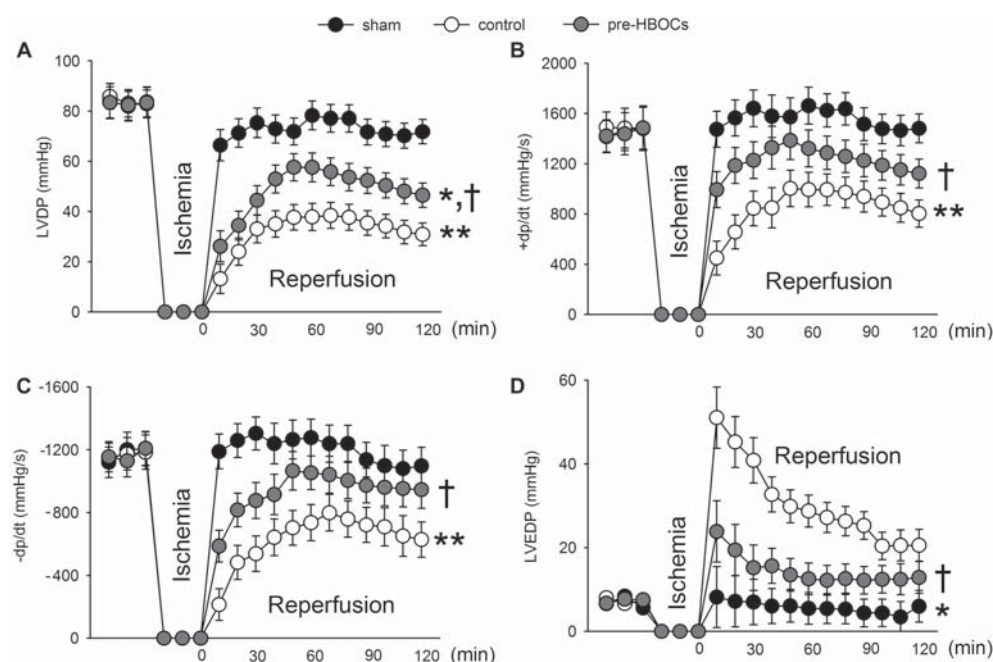 sham control pre-HBOCs
A
LVDP (mmHg)
100
80
60
40
20
0
Ischemia
Reperfusion
*,†
**
0 30 60 90 120 (min)
B
+dp/dt (mmHg/s)
2000
1600
1200
800
400
0
Ischemia
Reperfusion
†
**
0 30 60 90 120 (min)
C
-dp/dt (mmHg/s)
-1600
-1200
-800
-400
0
Ischemia
Reperfusion
†
**
0 30 60 90 120 (min)
D
LVEDP (mmHg)
60
40
20
0
Ischemia
Reperfusion
†
*
0 30 60 90 120 (min)